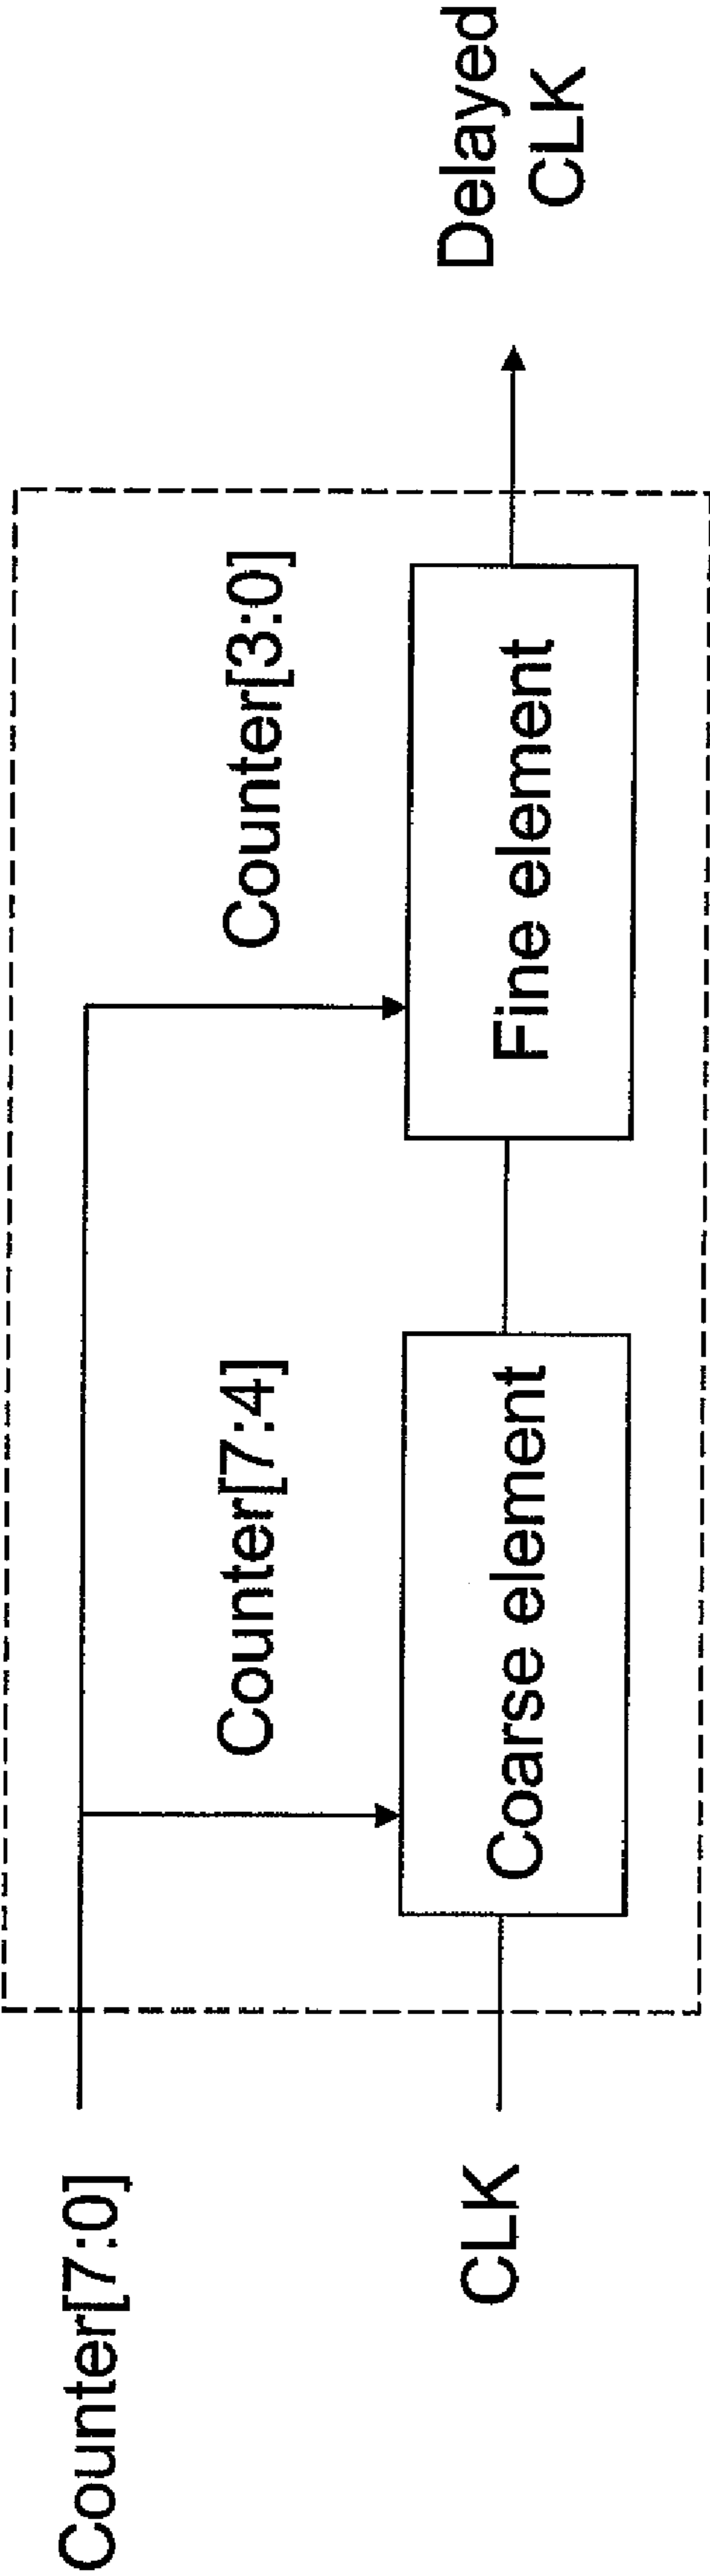 Counter[7:0]
Counter[7:4]
Counter[3:0]
CLK
Coarse element
Fine element
Delayed
CLK